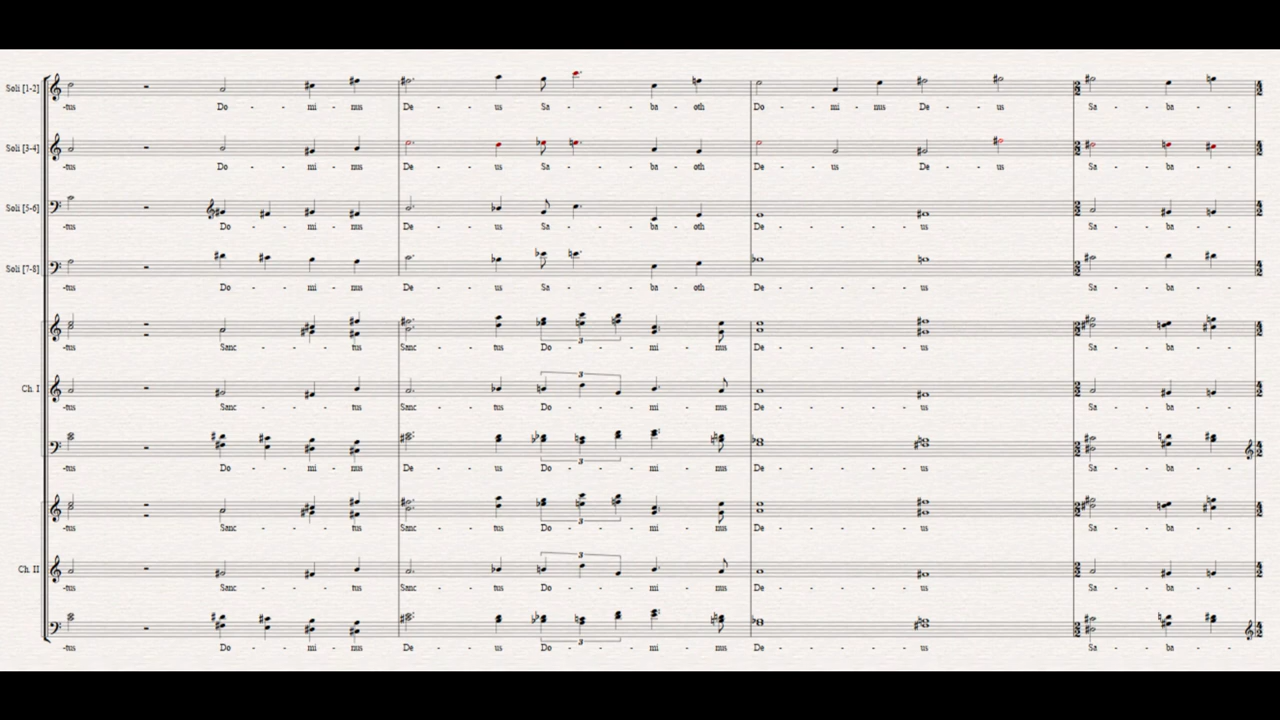 Soli [1-2]
-tus Do - - mi - nus De - - us Sa - - ba - oth Do - - mi - nus De - - us Sa - - ba - -
Soli [3-4]
-tus Do - - mi - nus De - - us Sa - - ba - oth De - us De - us Sa - - ba - -
Soli [5-6]
-tus Do - - mi - nus De - - us Sa - - ba - oth De - - - - us Sa - - ba - -
Soli [7-8]
-tus Do - - mi - nus De - - us Sa - - ba - oth De - - - - us Sa - - ba - -
3
-tus Sanc - - - tus Sanc - - tus Do - - - mi - nus De - - - - us Sa - - ba - -
Ch. I
3
-tus Sanc - - - tus Sanc - - tus Do - - - mi - nus De - - - - us Sa - - ba - -
3
-tus Do - - mi - nus De - - us Do - - - mi - nus De - - - - us Sa - - ba - -
3
-tus Sanc - - - tus Sanc - - tus Do - - - mi - nus De - - - - us Sa - - ba - -
Ch. II
3
-tus Sanc - - - tus Sanc - - tus Do - - - mi - nus De - - - - us Sa - - ba - -
3
-tus Do - - mi - nus De - - us Do - - - mi - nus De - - - - us Sa - - ba - -